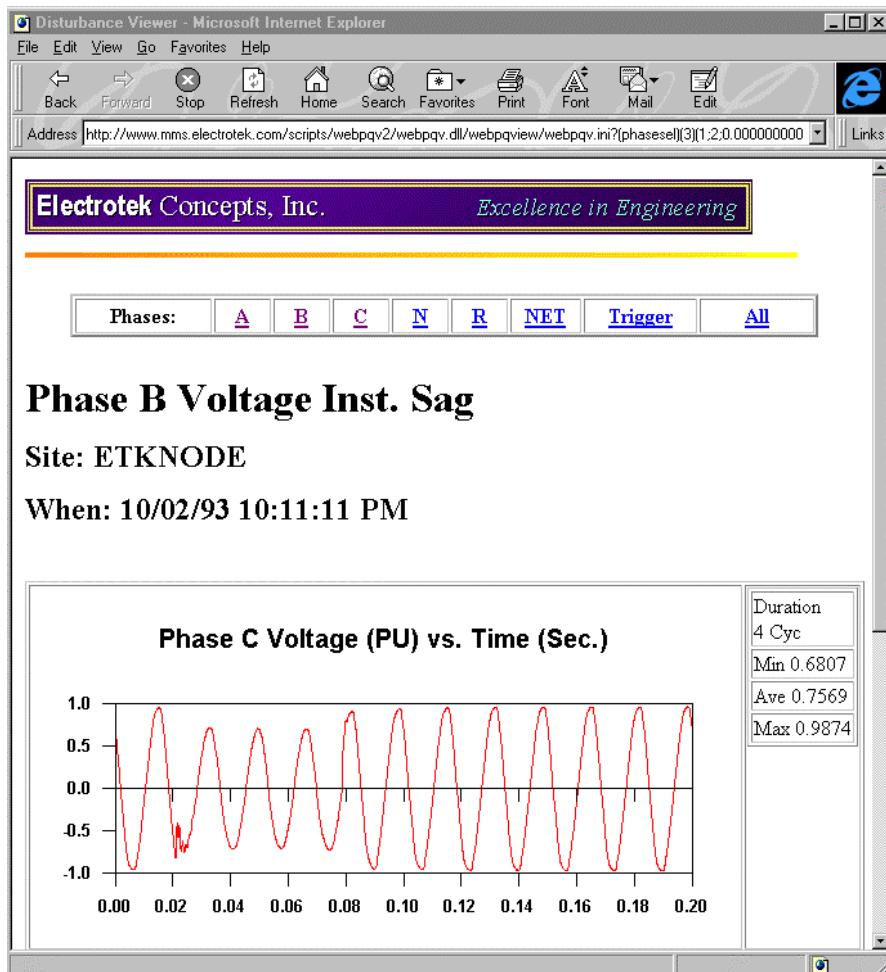 Disturbance Viewer - Microsoft Internet Explorer
File Edit View Go Favorites Help
Back Forward Stop Refresh Home Search Favorites Print Font Mail Edit
Address http://www.mms.electrotek.com/scripts/webpqv2/webpqv.dll/webpqview/webpqv.ini?(phasesel)(3)(1;2;0.000000000 Links
Electrotek Concepts, Inc. Excellence in Engineering
Phases: A B C N R NET Trigger All
Phase B Voltage Inst. Sag
Site: ETKNODE
When: 10/02/93 10:11:11 PM
Duration
4 Cyc
Min 0.6807
Ave 0.7569
Max 0.9874
Phase C Voltage (PU) vs. Time (Sec.)
1.0
0.5
0.0
-0.5
-1.0
0.00 0.02 0.04 0.06 0.08 0.10 0.12 0.14 0.16 0.18 0.20